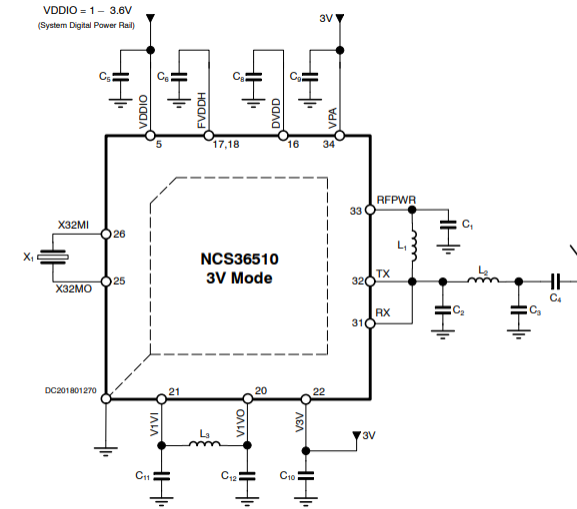 VDDIO = 1 – 3.6V
(System Digital Power Rail)
3V
C5
C6
C8
C9
VDDIO
FVDDH
DVDD
VPA
5
17,18
16
34
RFPWR
33
C1
L1
X32MI
26
X1
NCS36510
3V Mode
TX
32
L2
C4
25
X32MO
C2
C3
RX
31
DC201801270
21
20
22
V1VI
V1VO
V3V
L3
3V
C11
C12
C10